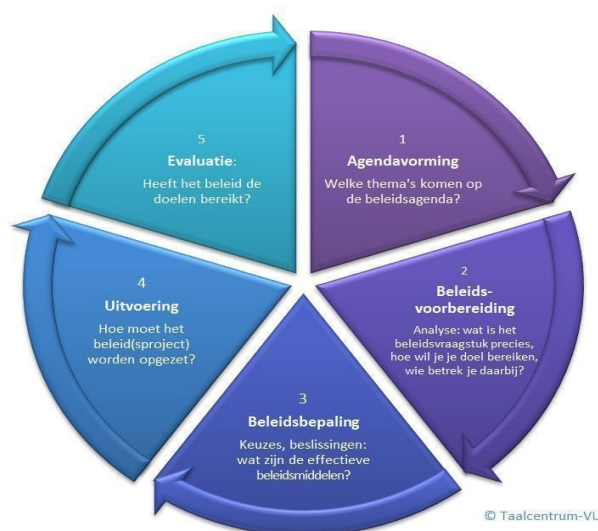 1
Agendavorming
Welke thema's komen op
de beleidsagenda?
2
Beleids-
voorbereiding
Analyse: wat is het
beleidsvraagstuk precies,
hoe wil je je doel bereiken,
wie betrek je daarbij?
3
Beleidsbepaling
Keuzes, beslissingen:
wat zijn de effectieve
beleidsmiddelen?
4
Uitvoering
Hoe moet het
beleid(sproject)
worden opgezet?
5
Evaluatie:
Heeft het beleid de
doelen bereikt?
© Taalcentrum-VU